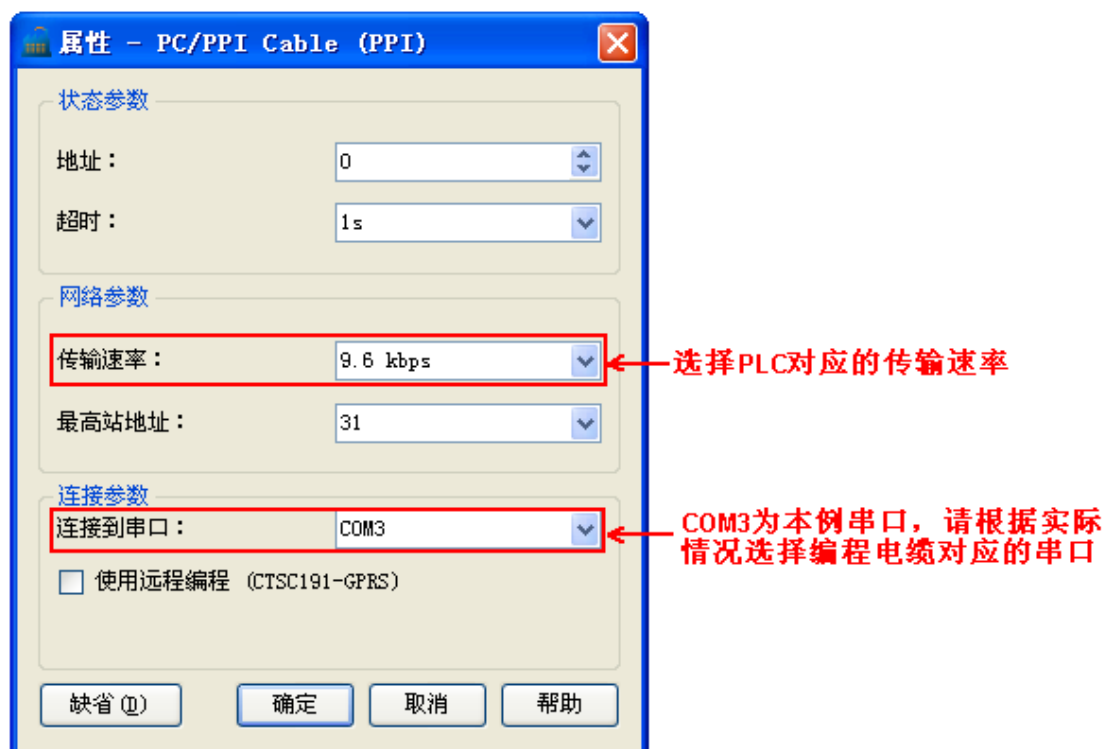 属性 - PC/PPI Cable (PPI)
状态参数
地址： 0
超时： 1s
网络参数
传输速率： 9.6 kbps
选择PLC对应的传输速率
最高站地址： 31
连接参数
连接到串口： COM3
COM3为本例串口，请根据实际
情况选择编程电缆对应的串口
使用远程编程 (CTSC191-GPRS)
缺省(D) 确定 取消 帮助